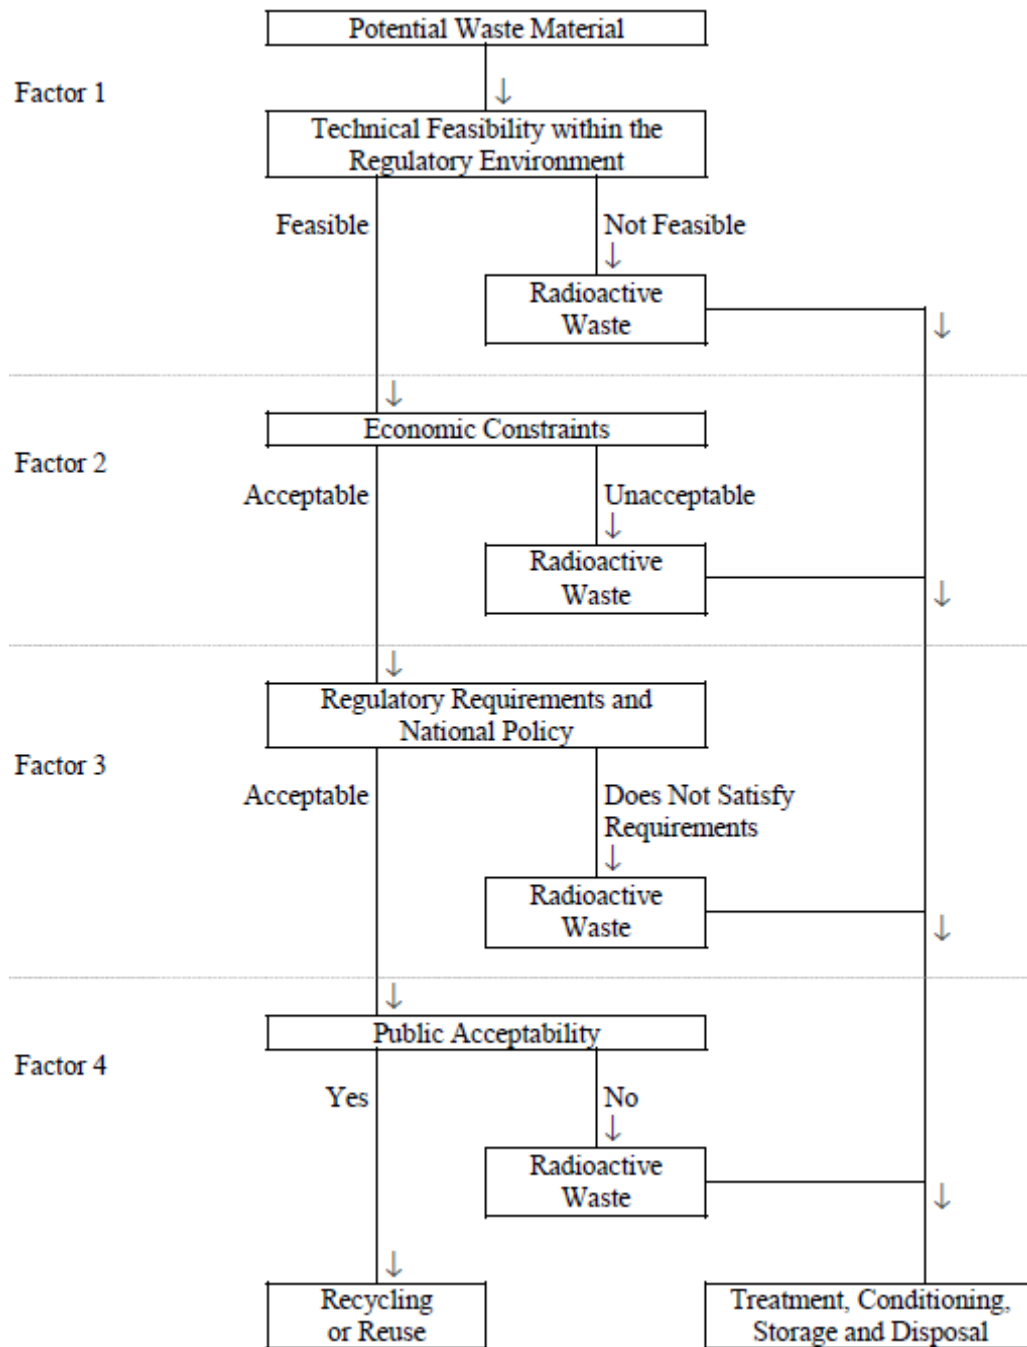 Potential Waste Material
Factor 1
Technical Feasibility within the
Regulatory Environment
Feasible
Not Feasible
Radioactive
Waste
Economic Constraints
Factor 2
Acceptable
Unacceptable
Radioactive
Waste
Regulatory Requirements and
National Policy
Factor 3
Acceptable
Does Not Satisfy
Requirements
Radioactive
Waste
Public Acceptability
Factor 4
Yes
No
Radioactive
Waste
Recycling
or Reuse
Treatment, Conditioning,
Storage and Disposal